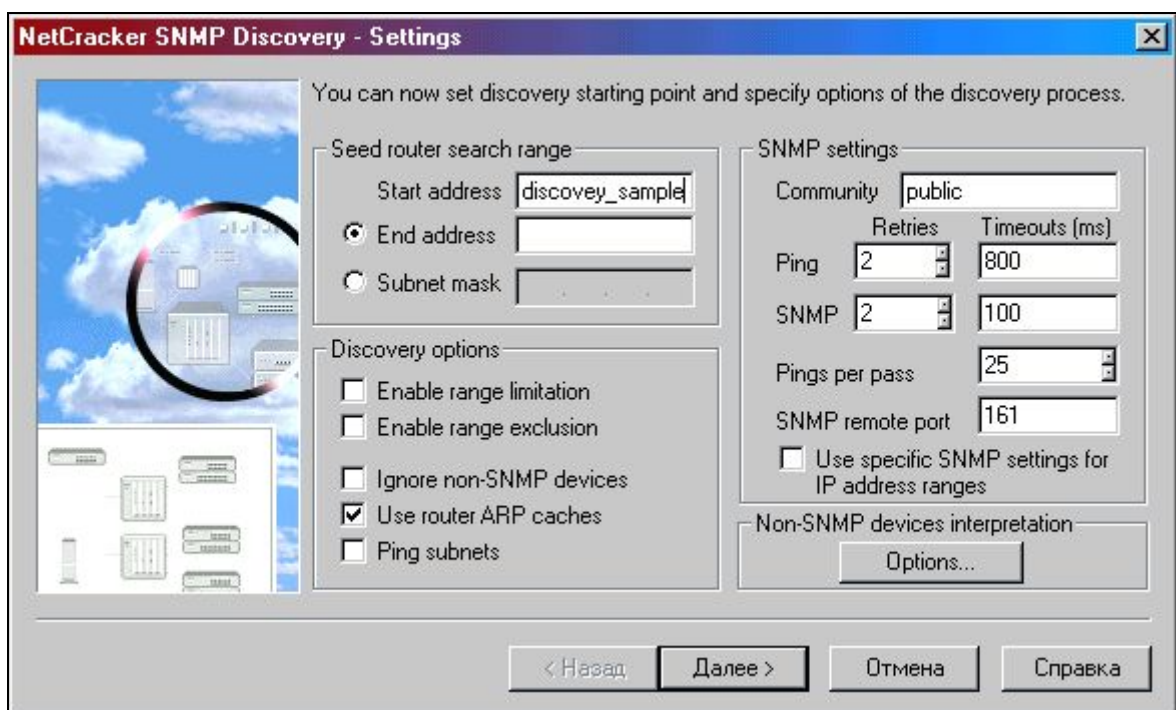 NetCracker SNMP Discovery - Settings
You can now set discovery starting point and specify options of the discovery process.
Seed router search range
Start address discovey_sample
End address
Subnet mask . . .
Discovery options
Enable range limitation
Enable range exclusion
Ignore non-SNMP devices
Use router ARP caches
Ping subnets
SNMP settings
Community public
Retries Timeouts (ms)
Ping 2 800
SNMP 2 100
Pings per pass 25
SNMP remote port 161
Use specific SNMP settings for
IP address ranges
Non-SNMP devices interpretation
Options...
< Назад Далее > Отмена Справка